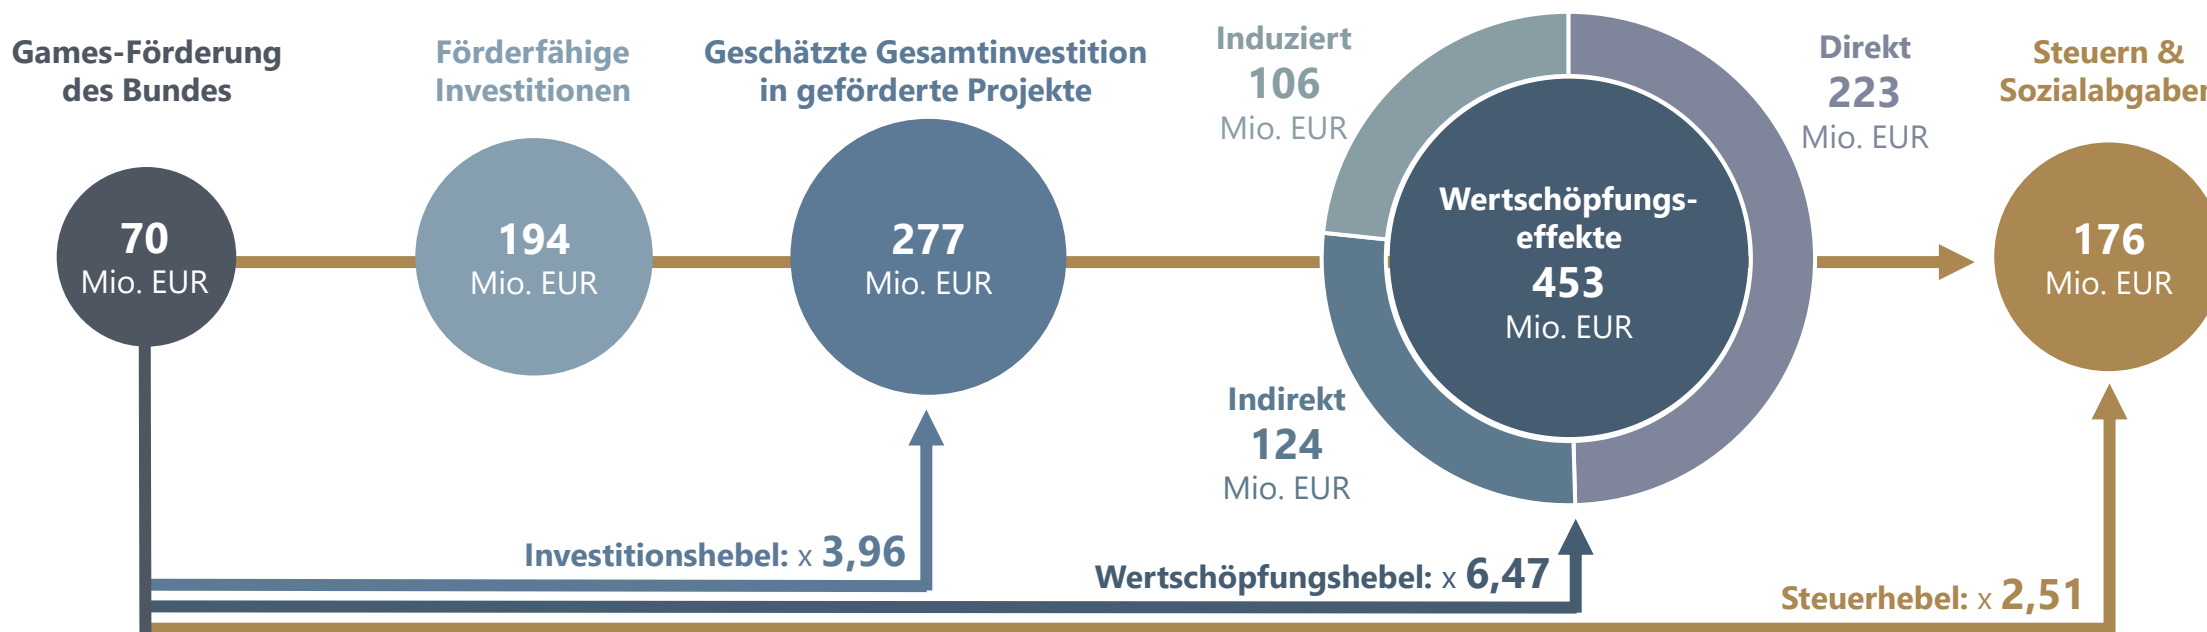 Games-Förderung
des Bundes
70
Mio. EUR
Förderfähige
Investitionen
194
Mio. EUR
Geschätzte Gesamtinvestition
in geförderte Projekte
277
Mio. EUR
Induziert
106
Mio. EUR
Direkt
223
Mio. EUR
Wertschöpfungs-
effekte
453
Mio. EUR
Indirekt
124
Mio. EUR
Steuern &
Sozialabgaben
176
Mio. EUR
Investitionshebel: x 3,96
Wertschöpfungshebel: x 6,47
Steuerhebel: x 2,51